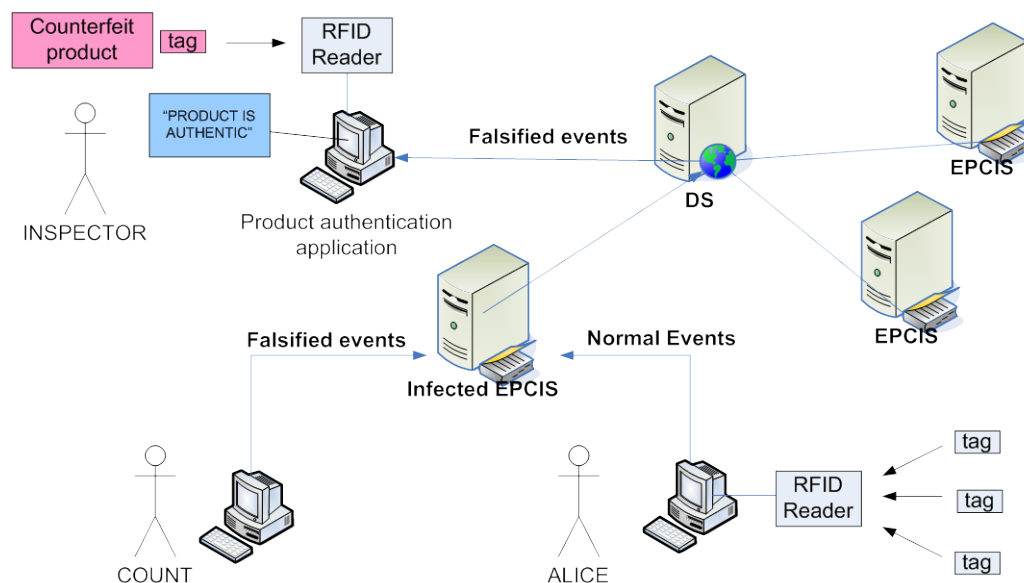 Counterfeit
product
tag
RFID
Reader
"PRODUCT IS
AUTHENTIC"
Falsified events
EPCIS
DS
INSPECTOR
Product authentication
application
EPCIS
Falsified events
Normal Events
Infected EPCIS
tag
RFID
Reader
tag
tag
COUNT
ALICE